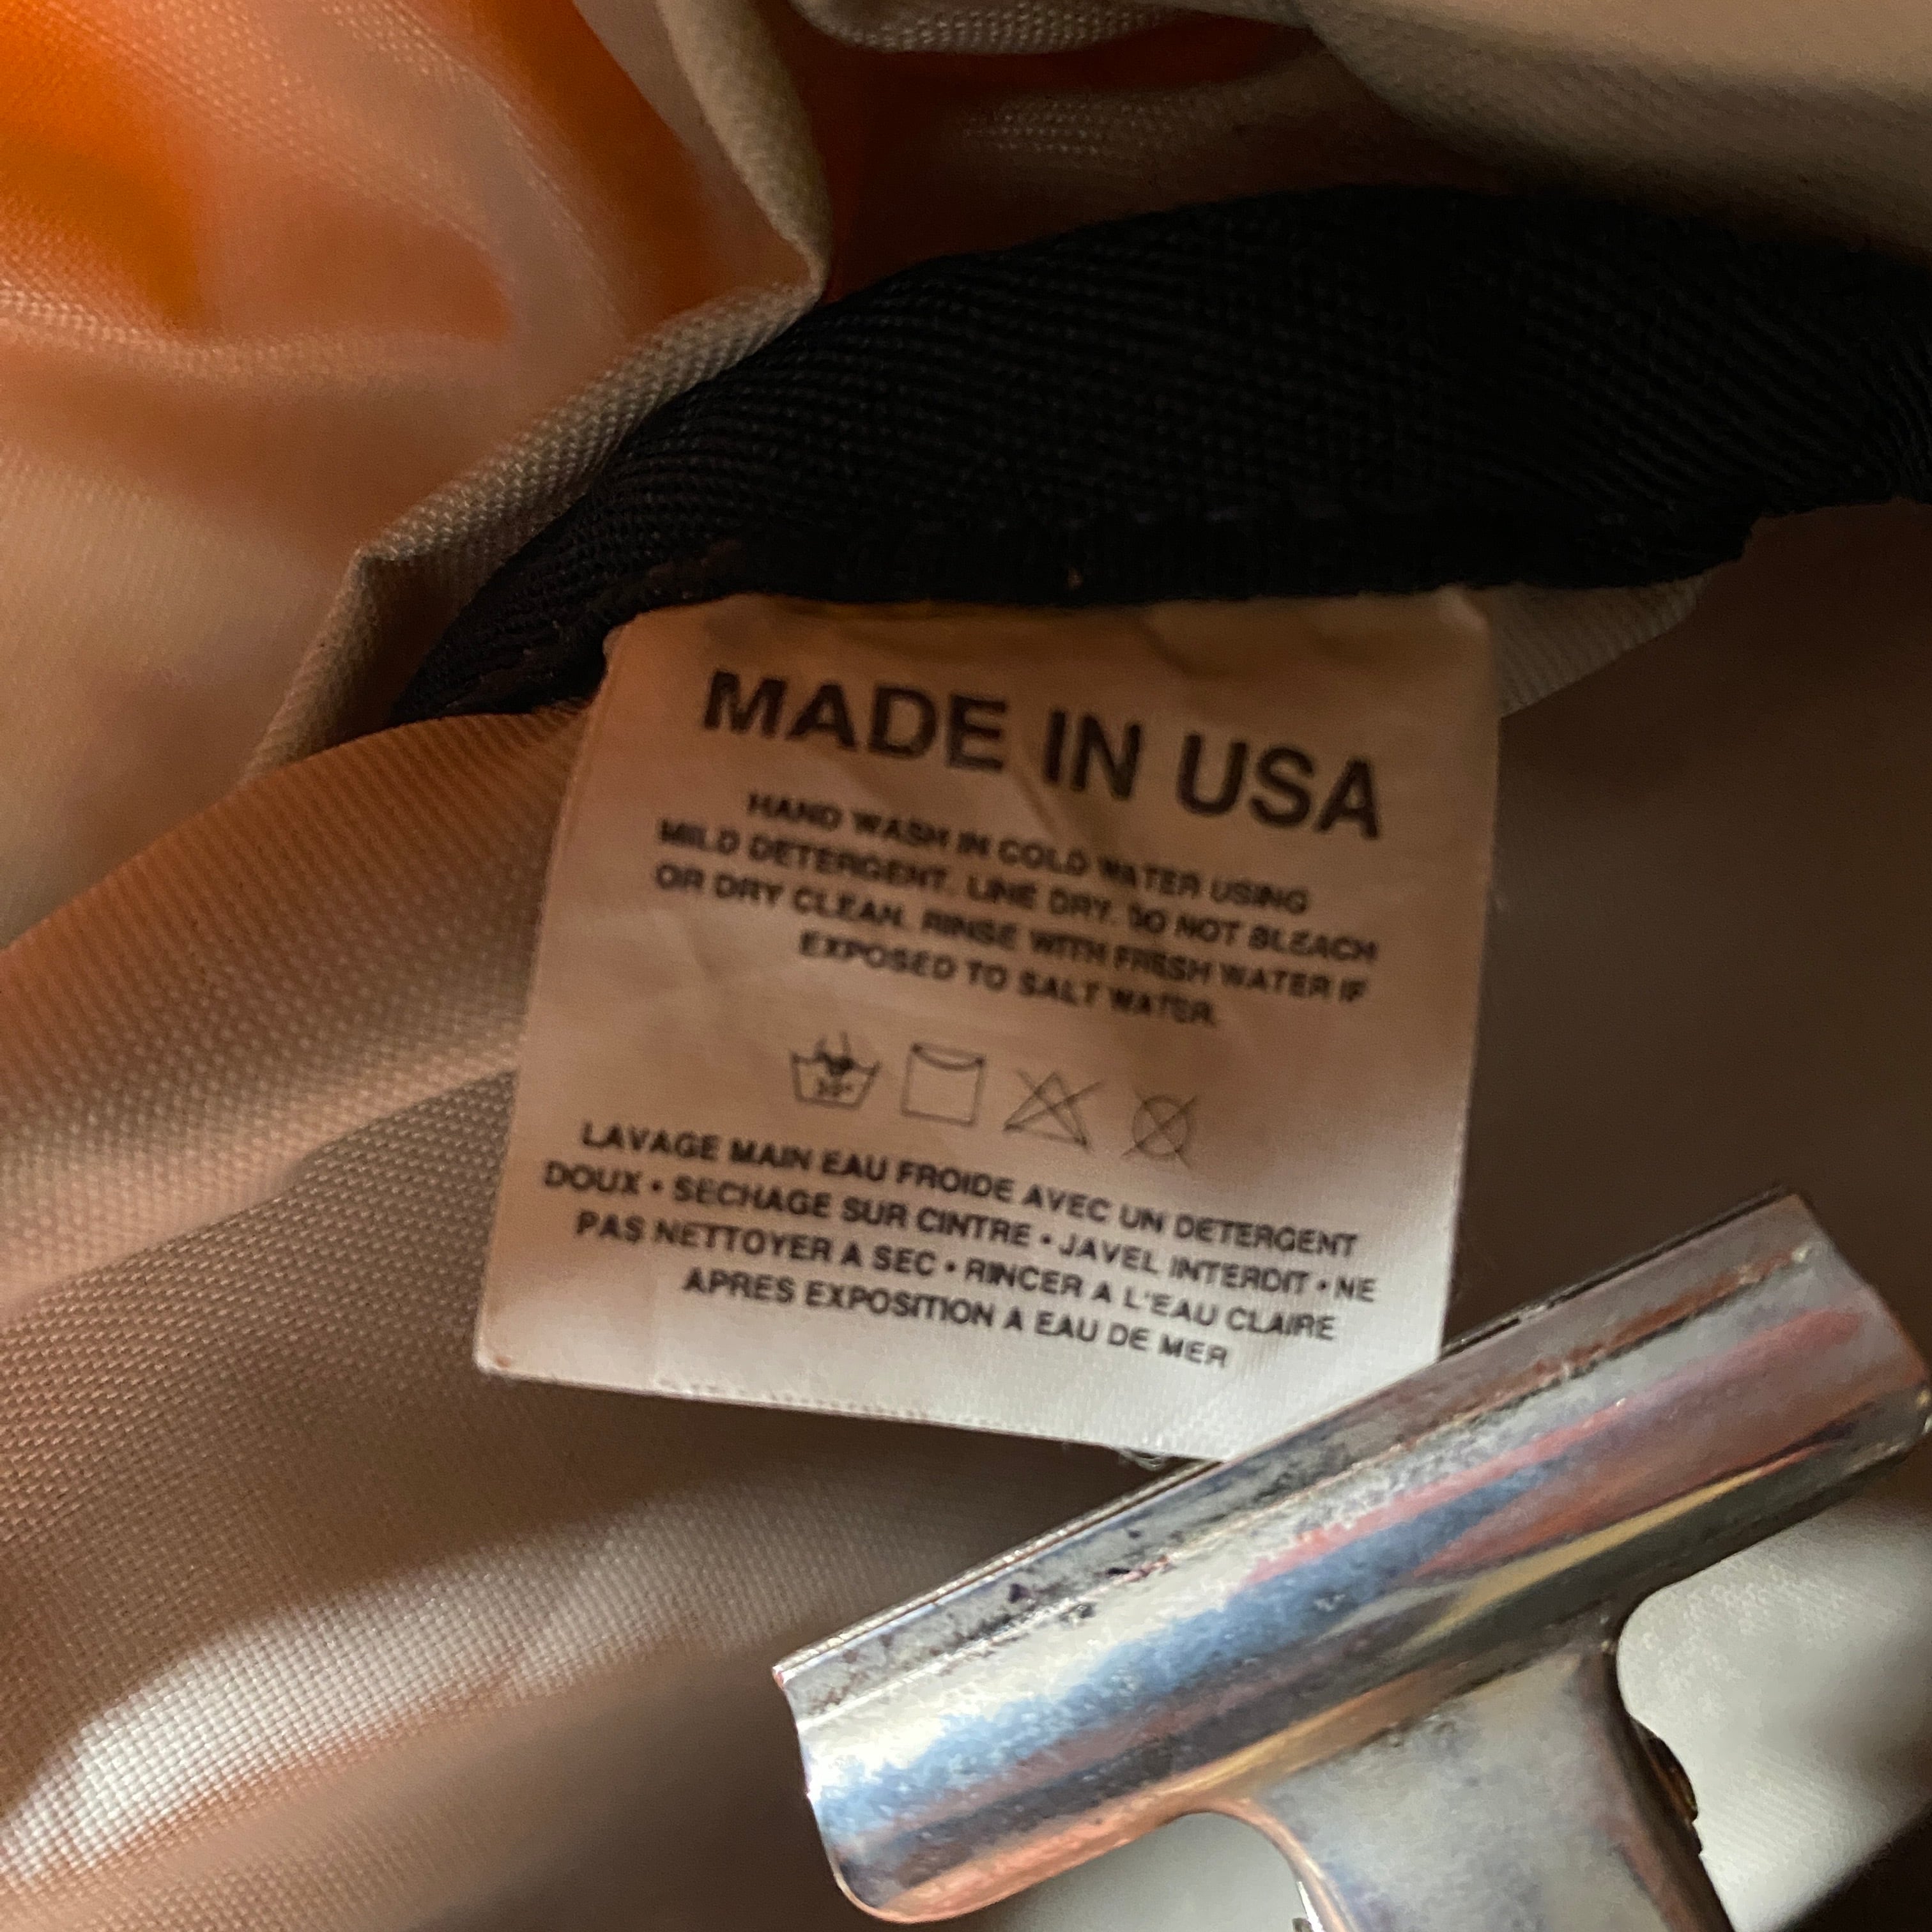 MADE IN USA
HAND WASH IN COLD WATER USING
MILD DETERGENT. LINE DRY. DO NOT BLEACH
OR DRY CLEAN. RINSE WITH FRESH WATER IF
EXPOSED TO SALT WATER.
30°
LAVAGE MAIN EAU FROIDE AVEC UN DETERGENT
DOUX • SECHAGE SUR CINTRE • JAVEL INTERDIT • NE
PAS NETTOYER A SEC • RINCER A L'EAU CLAIRE
APRES EXPOSITION A EAU DE MER